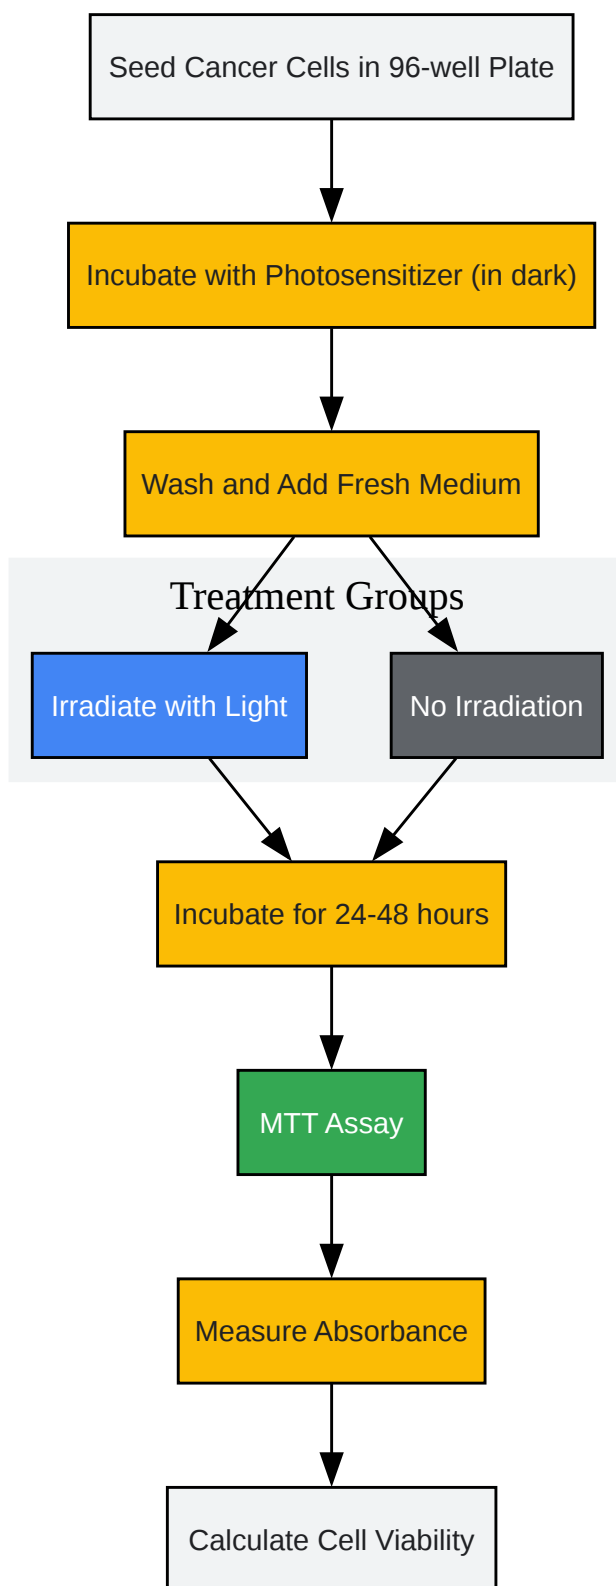 Seed Cancer Cells in 96-well Plate
Incubate with Photosensitizer (in dark)
Wash and Add Fresh Medium
Treatment Groups
Irradiate with Light
No Irradiation
Incubate for 24-48 hours
MTT Assay
Measure Absorbance
Calculate Cell Viability